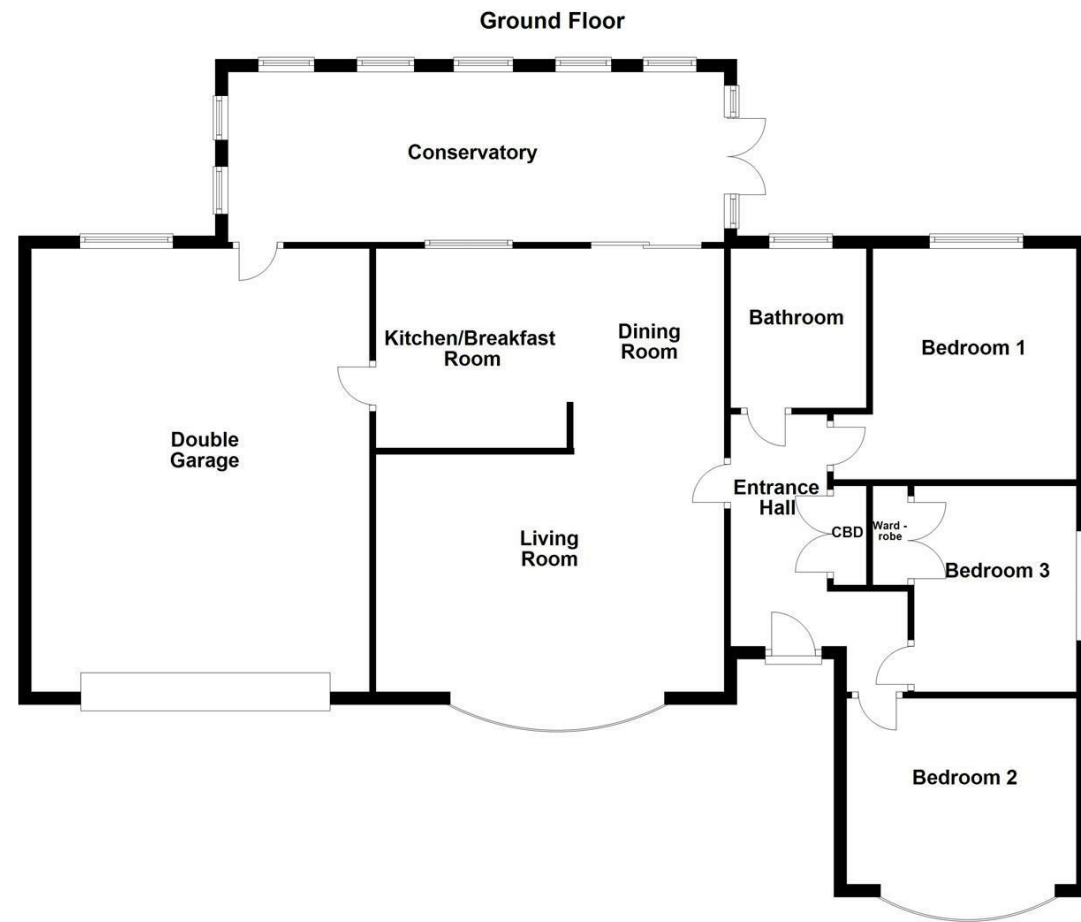 Ground Floor
Conservatory
Kitchen/Breakfast
Room
Dining
Room
Bathroom
Bedroom 1
Double
Garage
Entrance
Hall
Living
Room
CBD
Ward -
robe
Bedroom 3
Bedroom 2